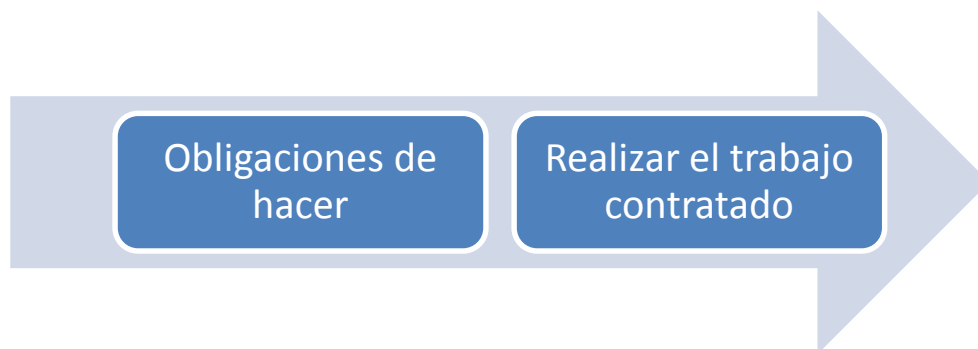 Obligaciones de
hacer
Realizar el trabajo
contratado